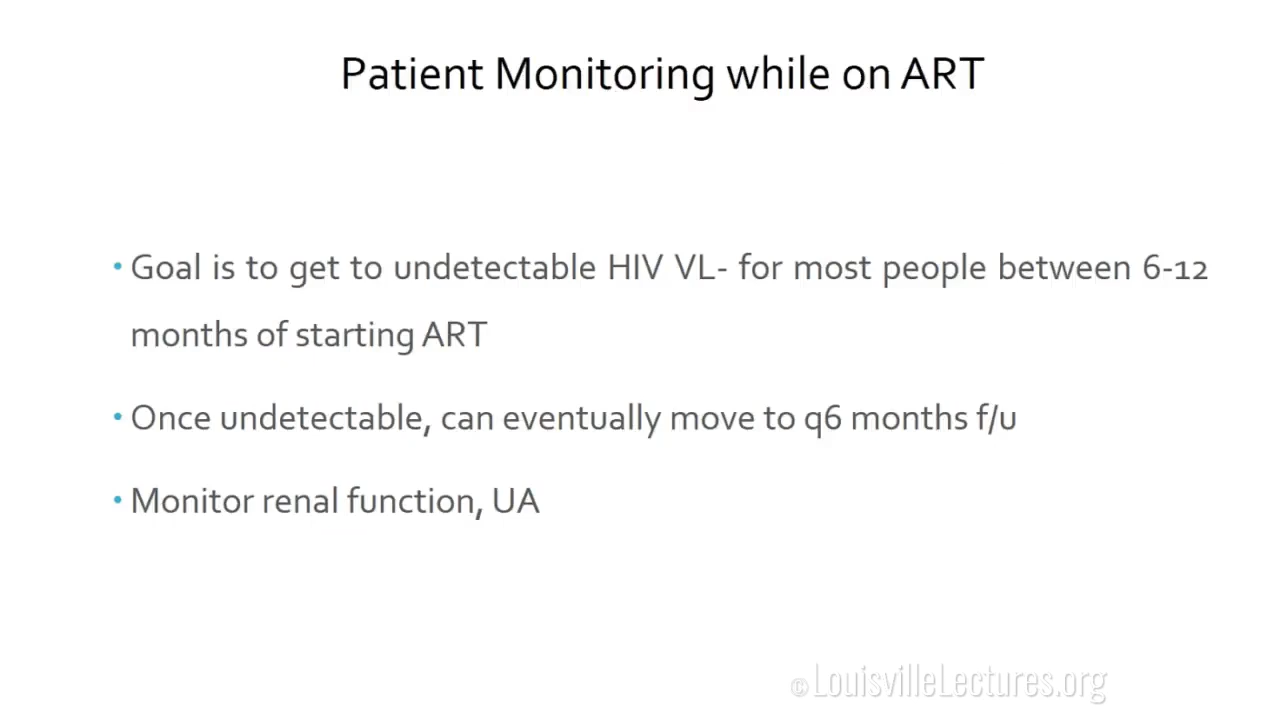 Patient Monitoring while on ART
• Goal is to get to undetectable HIV VL- for most people between 6-12
months of starting ART
• Once undetectable, can eventually move to q6 months f/u
• Monitor renal function, UA
©LouisvilleLectures.org